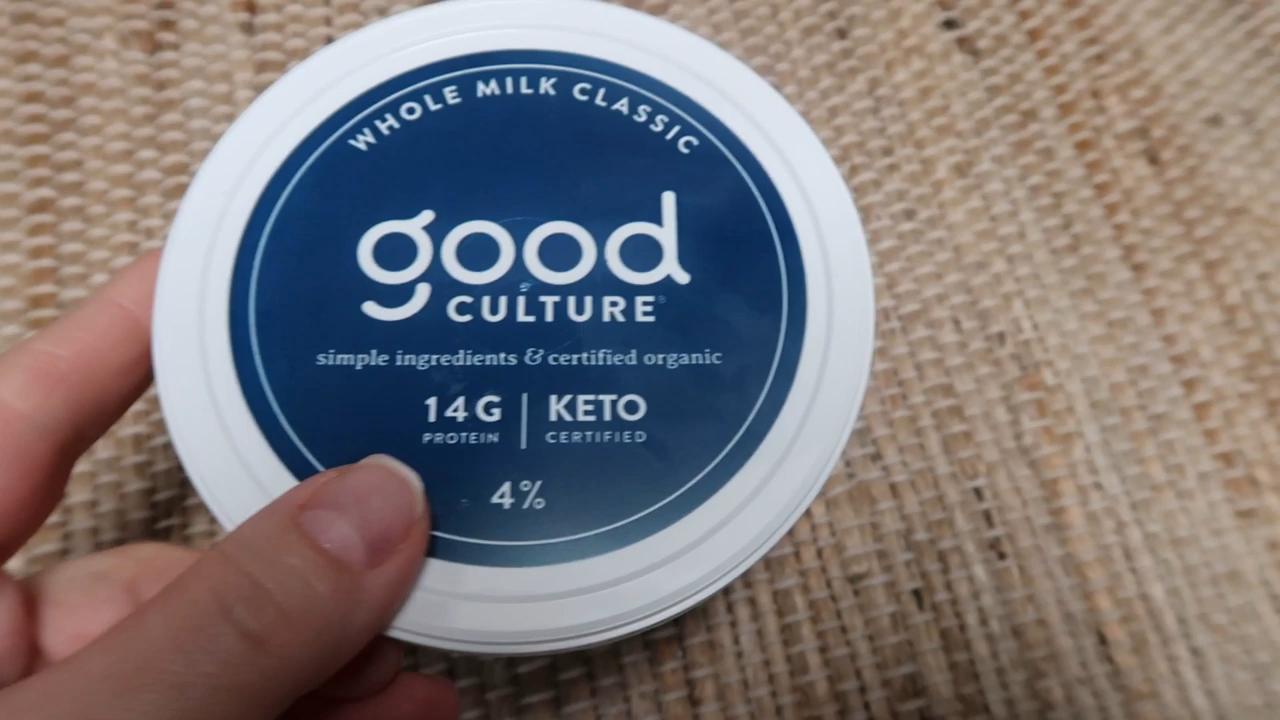 WHOLE MILK CLASSIC
good
CULTURE®
simple ingredients & certified organic
14G | KETO
PROTEIN CERTIFIED
4%